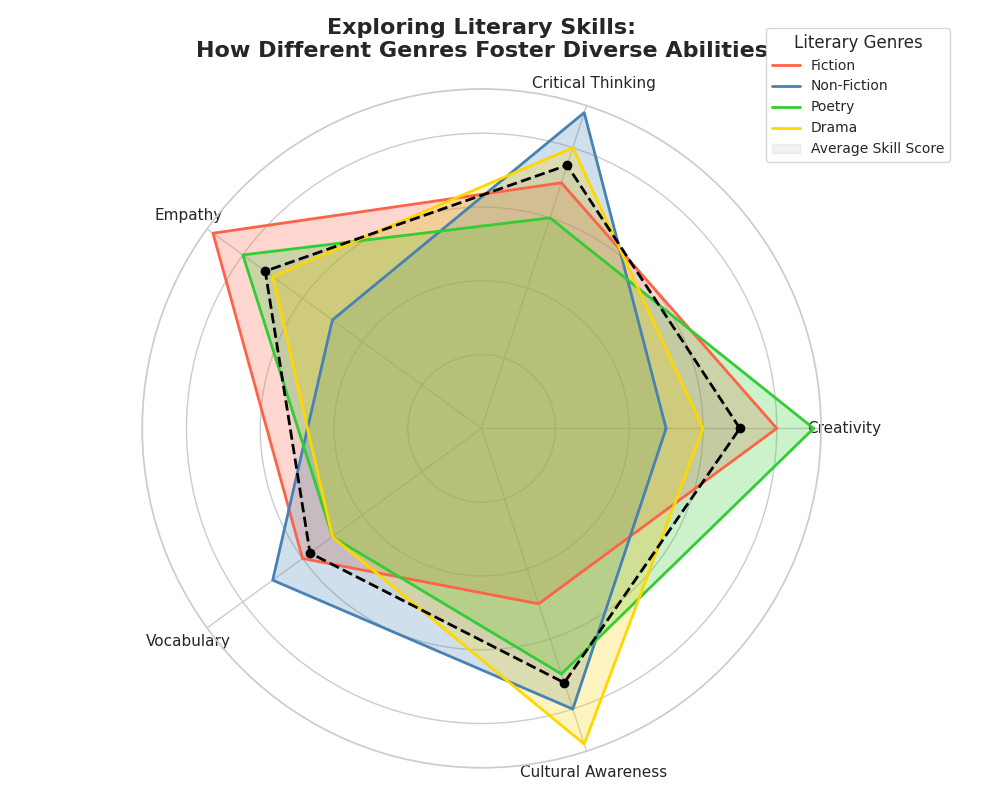 Exploring Literary Skills:
How Different Genres Foster Diverse Abilities
Literary Genres
Fiction
Non-Fiction
Poetry
Drama
Average Skill Score
Critical Thinking
Empathy
Creativity
Vocabulary
Cultural Awareness